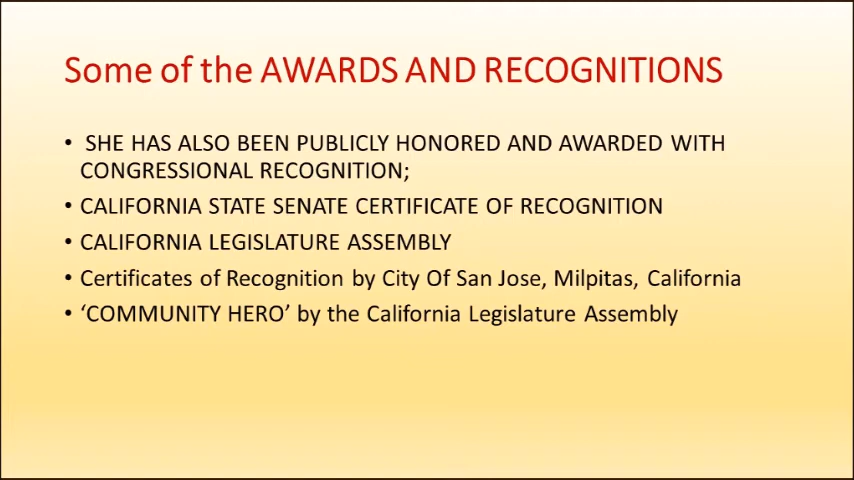 Some of the AWARDS AND RECOGNITIONS
• SHE HAS ALSO BEEN PUBLICLY HONORED AND AWARDED WITH
CONGRESSIONAL RECOGNITION;
• CALIFORNIA STATE SENATE CERTIFICATE OF RECOGNITION
• CALIFORNIA LEGISLATURE ASSEMBLY
• Certificates of Recognition by City Of San Jose, Milpitas, California
• ‘COMMUNITY HERO’ by the California Legislature Assembly